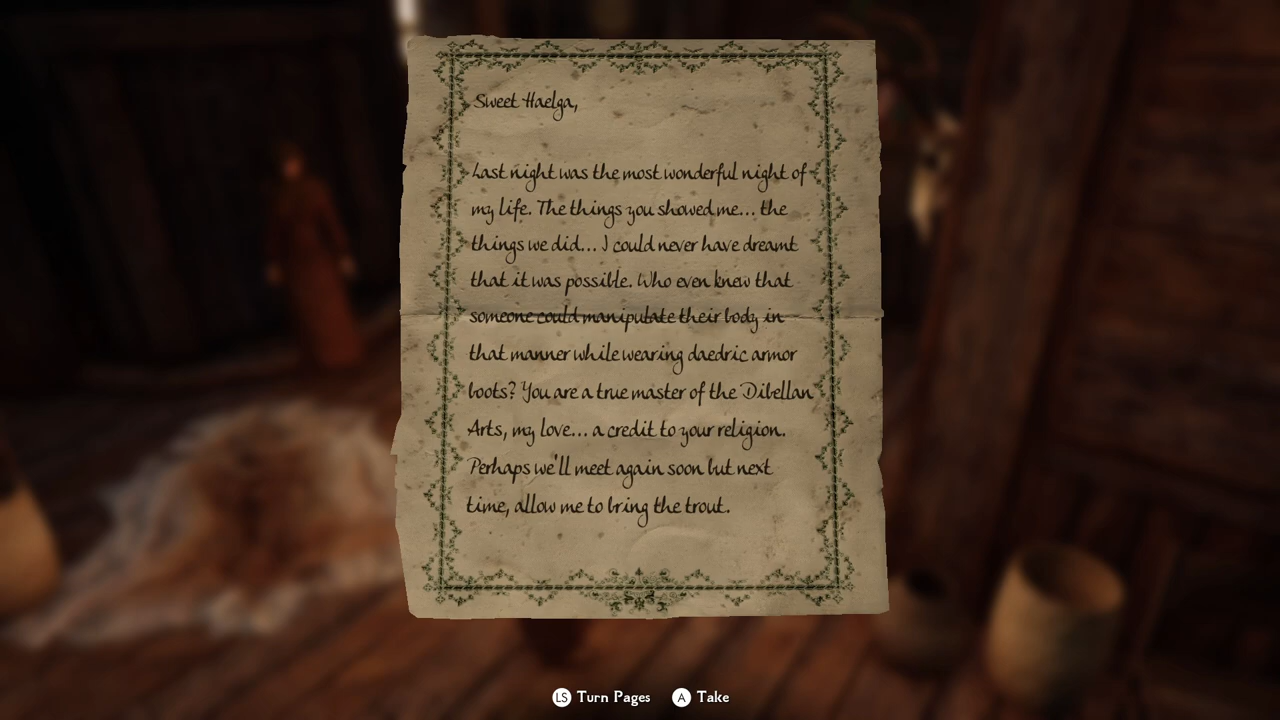 Sweet Haelga,
Last night was the most wonderful night of
my life. The things you showed me... the
things we did... I could never have dreamt
that it was possible. Who even knew that
someone could manipulate their body in
that manner while wearing daedric armor
boots? You are a true master of the Dibellan
Arts, my love... a credit to your religion.
Perhaps we'll meet again soon but next
time, allow me to bring the trout.
LS Turn Pages A Take